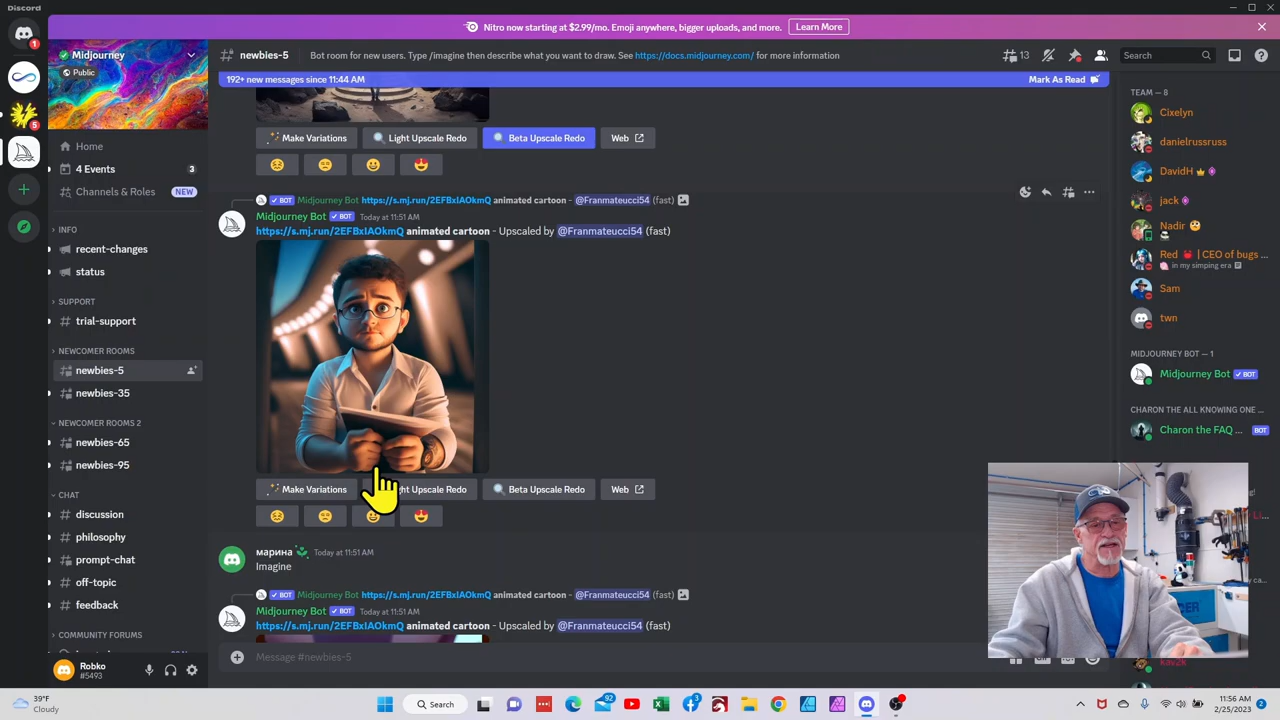 Discord
Nitro now starting at $2.99/mo. Emoji anywhere, bigger uploads, and more.
Learn More
1
Midjourney
Public
newbies-5
Bot room for new users. Type /imagine then describe what you want to draw. See https://docs.midjourney.com/ for more information
13
Search
192+ new messages since 11:44 AM
Mark As Read
5
Home
4 Events
3
Channels & Roles
NEW
INFO
recent-changes
status
SUPPORT
trial-support
NEWCOMER ROOMS
newbies-5
newbies-35
NEWCOMER ROOMS 2
newbies-65
newbies-95
CHAT
discussion
philosophy
prompt-chat
off-topic
feedback
COMMUNITY FORUMS
Robko
#5493
Make Variations
Light Upscale Redo
Beta Upscale Redo
Web
BOT Midjourney Bot https://s.mj.run/2EFBxIAOkmQ animated cartoon - @Franmateucci54 (fast)
Midjourney Bot BOT Today at 11:51 AM
https://s.mj.run/2EFBxIAOkmQ animated cartoon - Upscaled by @Franmateucci54 (fast)
Make Variations
ght Upscale Redo
Beta Upscale Redo
Web
марина Today at 11:51 AM
Imagine
BOT Midjourney Bot https://s.mj.run/2EFBxIAOkmQ animated cartoon - @Franmateucci54 (fast)
Midjourney Bot BOT Today at 11:51 AM
https://s.mj.run/2EFBxIAOkmQ animated cartoon - Upscaled by @Franmateucci54 (fast)
Message #newbies-5
TEAM — 8
Cixelyn
danielrussruss
DavidH
jack
Nadir
Red | CEO of bugs ...
in my simping era
Sam
twn
MIDJOURNEY BOT — 1
Midjourney Bot BOT
CHARON THE ALL KNOWING ONE ...
Charon the FAQ ... BOT
kav2k
39°F
Cloudy
Search
92
3
11:56 AM
2/25/2023
2